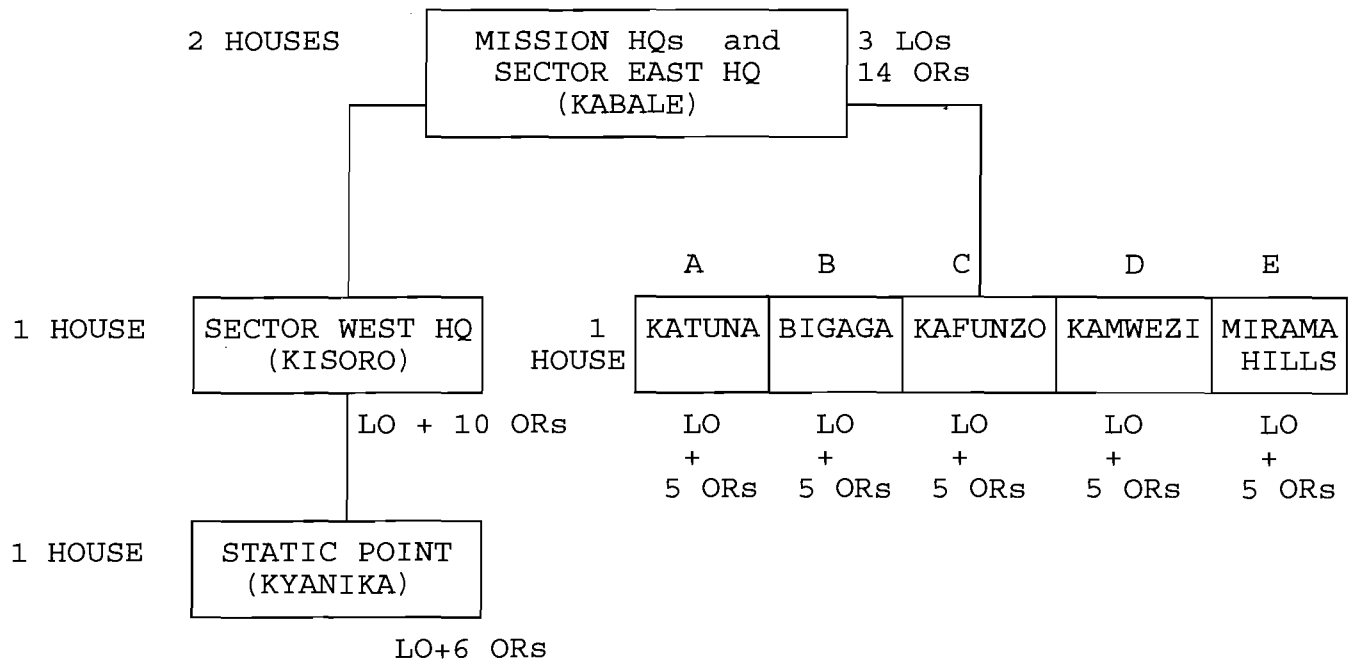 2 HOUSES
MISSION HQs and
SECTOR EAST HQ
(KABALE)
3 LOs
14 ORs
1 HOUSE
SECTOR WEST HQ
(KISORO)
LO + 10 ORs
1 HOUSE
STATIC POINT
(KYANIKA)
LO+6 ORs
A B C D E
1
HOUSE
KATUNA BIGAGA KAFUNZO KAMWEZI MIRAMA
HILLS
LO LO LO LO LO
+ + + + +
5 ORs 5 ORs 5 ORs 5 ORs 5 ORs